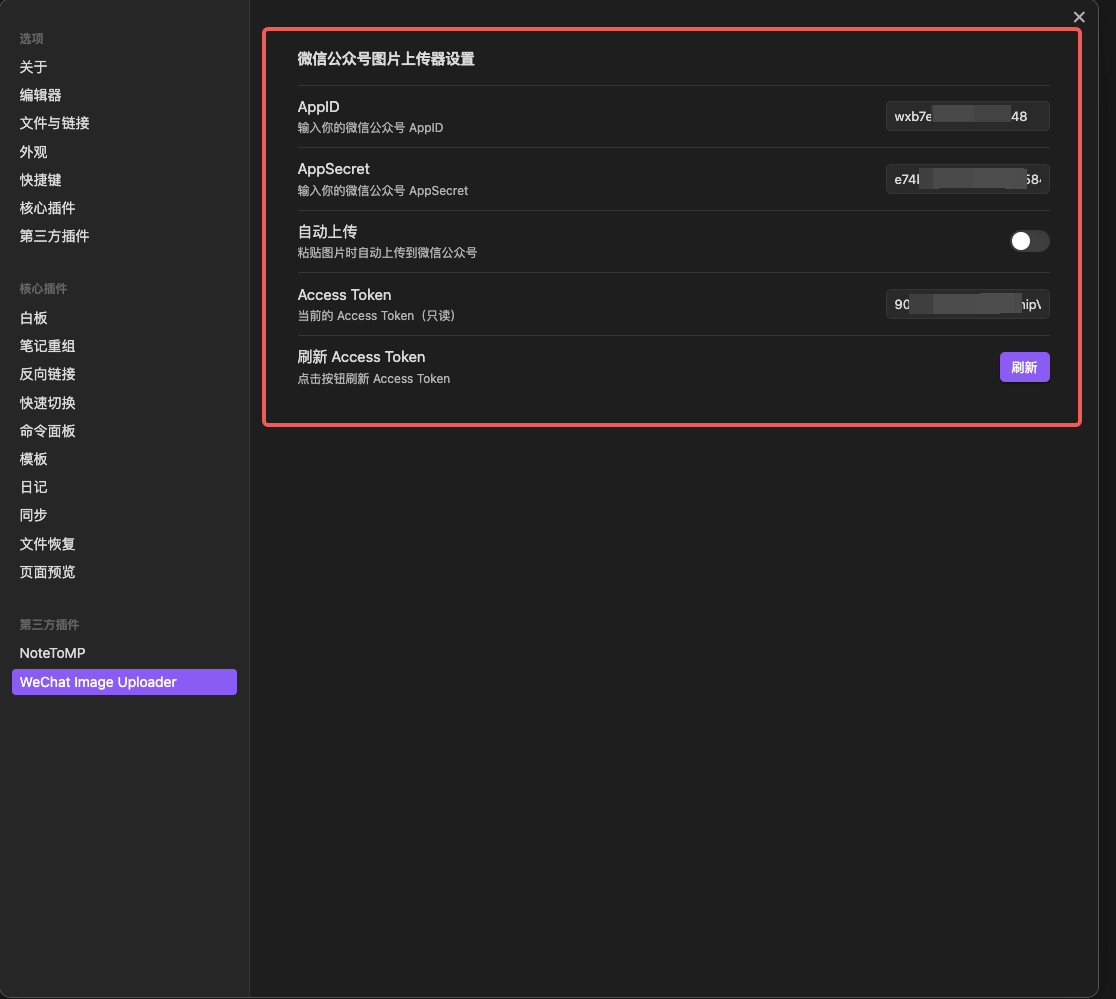 选项
关于
编辑器
文件与链接
外观
快捷键
核心插件
第三方插件
核心插件
白板
笔记重组
反向链接
快速切换
命令面板
模板
日记
同步
文件恢复
页面预览
第三方插件
NoteToMP
WeChat Image Uploader
微信公众号图片上传器设置
AppID
输入你的微信公众号 AppID
wxb7e 48
AppSecret
输入你的微信公众号 AppSecret
e74
自动上传
粘贴图片时自动上传到微信公众号
Access Token
当前的 Access Token（只读）
90
刷新 Access Token
点击按钮刷新 Access Token
刷新